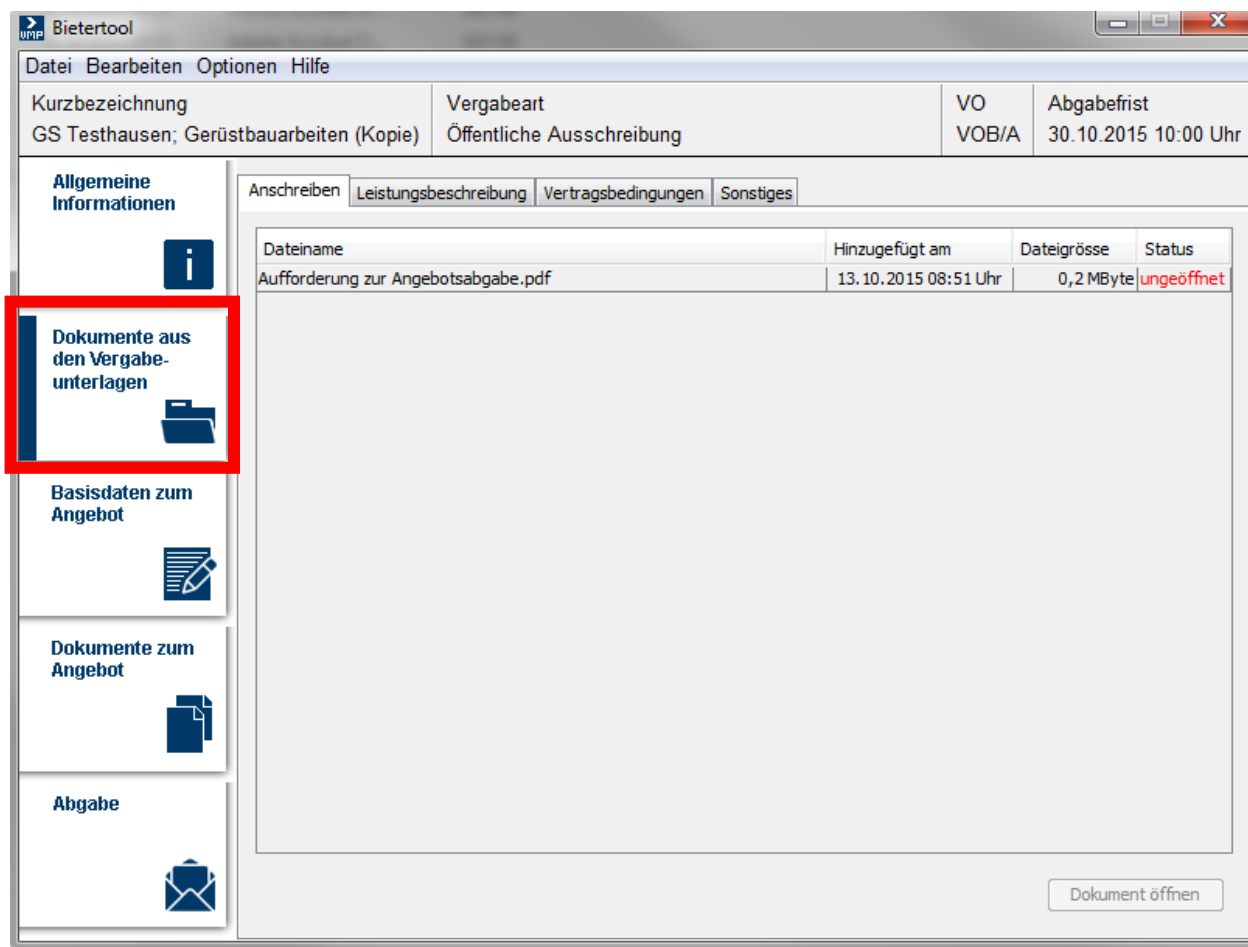 VMP Bietertool
Datei Bearbeiten Optionen Hilfe
Kurzbezeichnung Vergabeart VO Abgabefrist
GS Testhausen; Gerüstbauarbeiten (Kopie) Öffentliche Ausschreibung VOB/A 30.10.2015 10:00 Uhr
Allgemeine
Informationen
i
Dokumente aus
den Vergabe-
unterlagen
Basisdaten zum
Angebot
Dokumente zum
Angebot
Abgabe
Anschreiben Leistungsbeschreibung Vertragsbedingungen Sonstiges
Dateiname Hinzugefügt am Dateigrösse Status
Aufforderung zur Angebotsabgabe.pdf 13.10.2015 08:51 Uhr 0,2 MByte ungeöffnet
Dokument öffnen